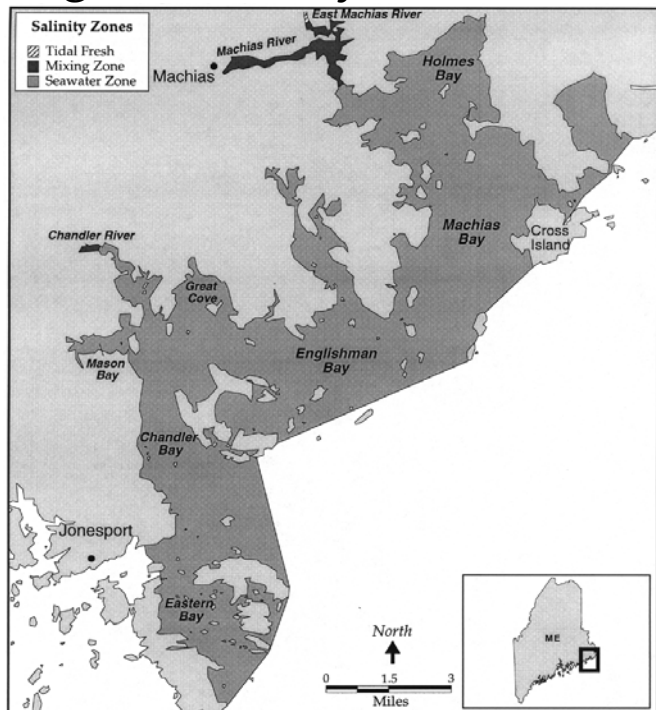 Salinity Zones
Tidal Fresh
Mixing Zone
Seawater Zone
East Machias River
Machias River
Machias
Holmes
Bay
Machias
Bay
Cross
Island
Chandler River
Great
Cove
Mason
Bay
Englishman
Bay
Chandler
Bay
Jonesport
Eastern
Bay
North
0 1.5 3
Miles
ME